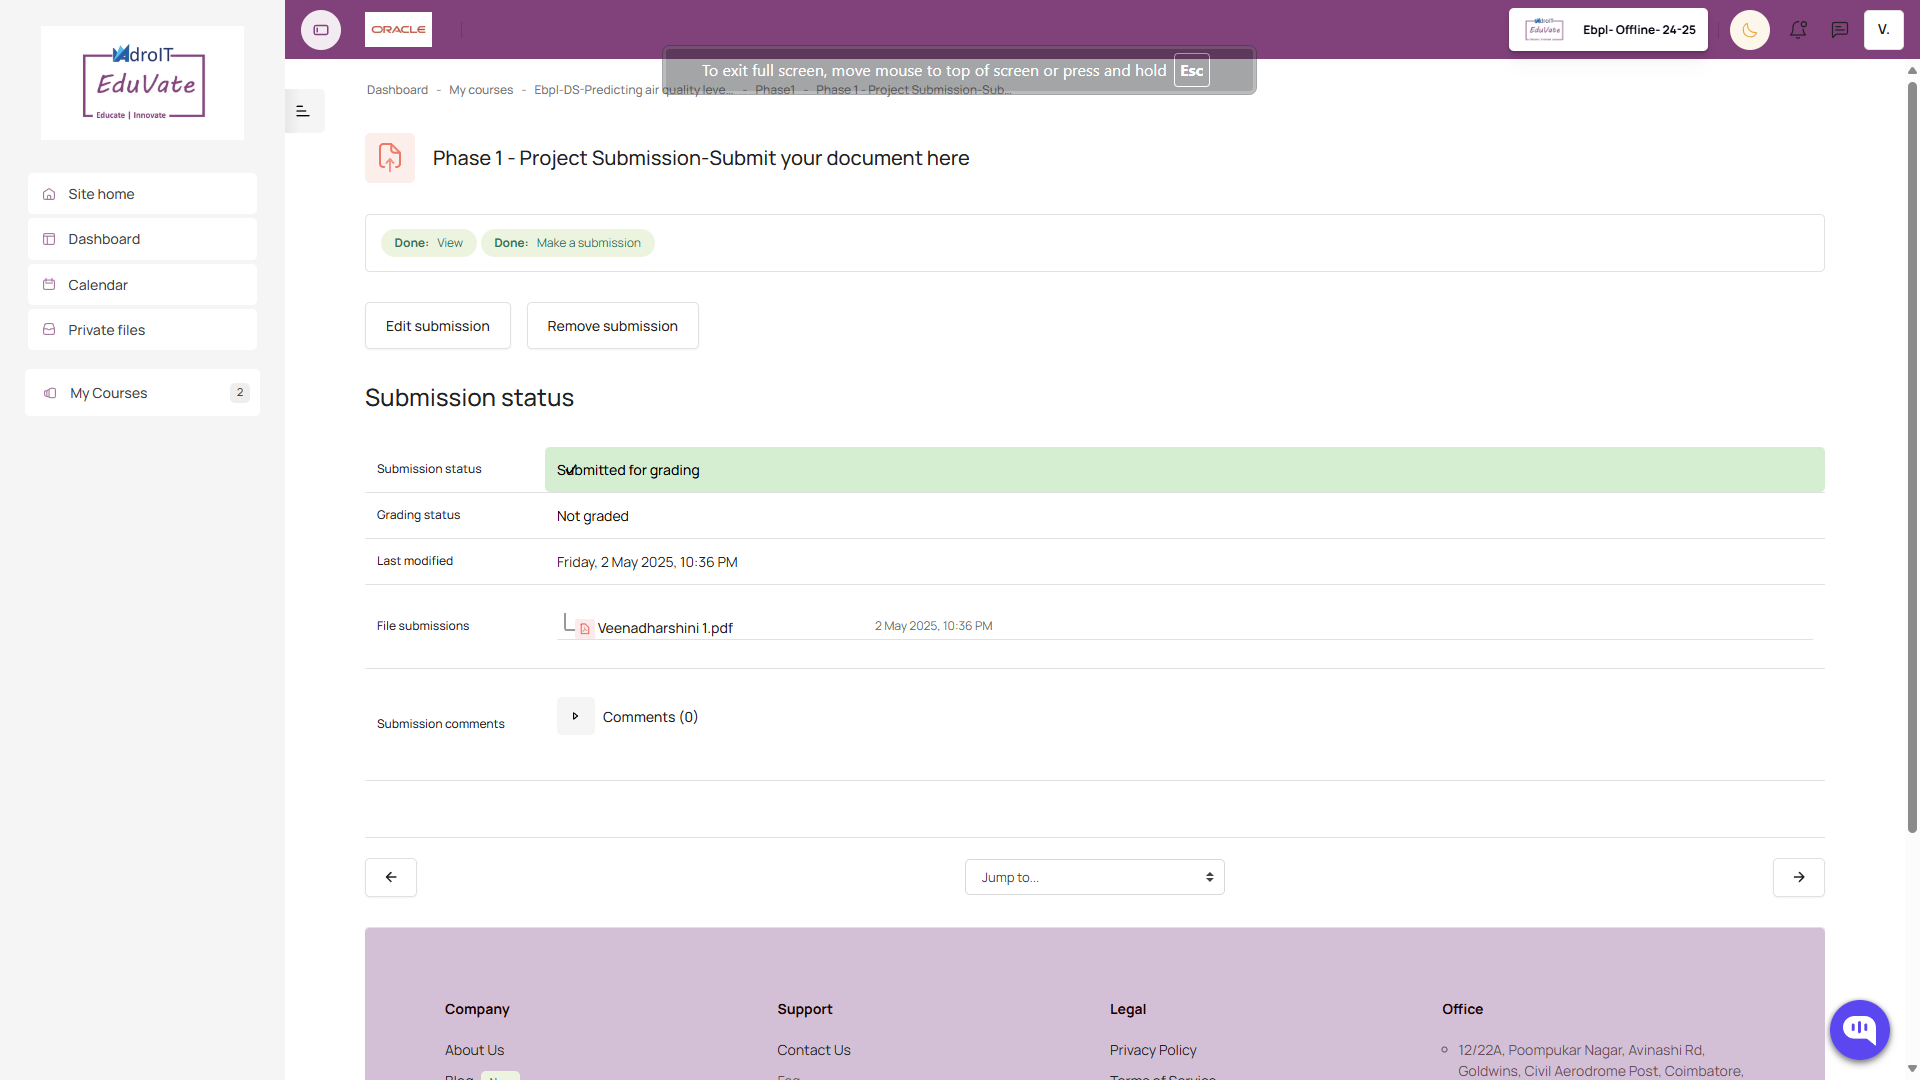 AdroIT
EduVate
Educate | Innovate
Site home
Dashboard
Calendar
Private files
My Courses 2
ORACLE
AdroIT
EduVate
Ebpl- Offline- 24-25
V.
To exit full screen, move mouse to top of screen or press and hold Esc
Dashboard - My courses - Ebpl-DS-Predicting air quality leve... - Phase1 - Phase 1 - Project Submission-Sub...
Phase 1 - Project Submission-Submit your document here
Done: View Done: Make a submission
Edit submission Remove submission
Submission status
Submission status Submitted for grading
Grading status Not graded
Last modified Friday, 2 May 2025, 10:36 PM
File submissions Veenadharshini 1.pdf 2 May 2025, 10:36 PM
Submission comments Comments (0)
Jump to...
Company Support Legal Office
About Us Contact Us Privacy Policy 12/22A, Poompukar Nagar, Avinashi Rd,
Goldwins, Civil Aerodrome Post, Coimbatore,
Blog Faq Terms of Service